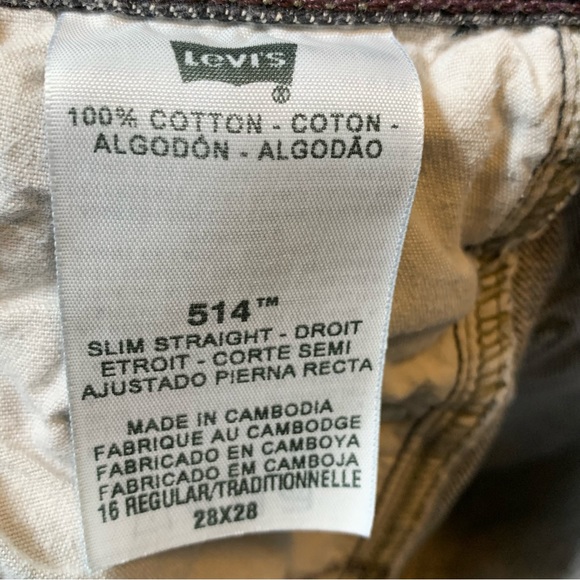 LEVI'S
®
100% COTTON - COTON -
ALGODÓN - ALGODÃO
514™
SLIM STRAIGHT - DROIT
ETROIT - CORTE SEMI
AJUSTADO PIERNA RECTA
MADE IN CAMBODIA
FABRIQUE AU CAMBODGE
FABRICADO EN CAMBOYA
FABRICADO EM CAMBOJA
16 REGULAR/TRADITIONNELLE
28X28